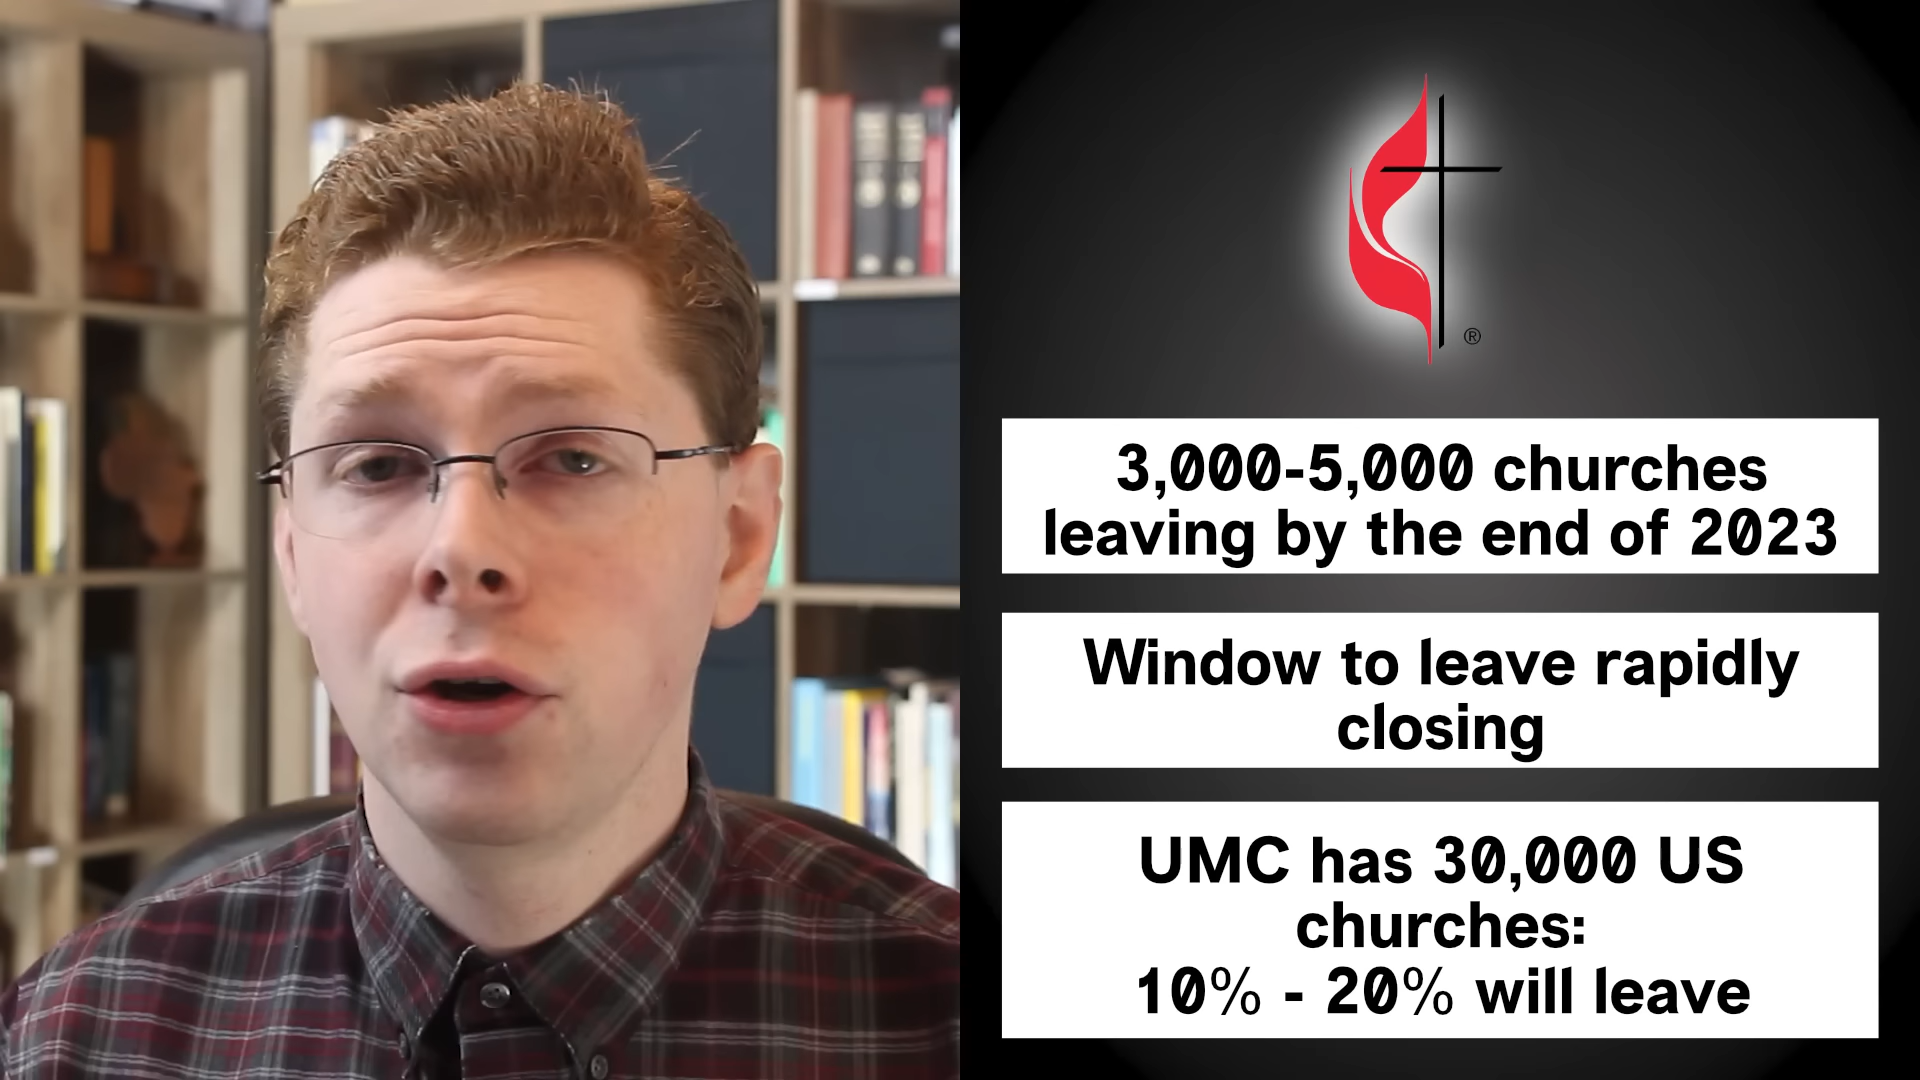 ®
3,000-5,000 churches
leaving by the end of 2023
Window to leave rapidly
closing
UMC has 30,000 US
churches:
10% - 20% will leave